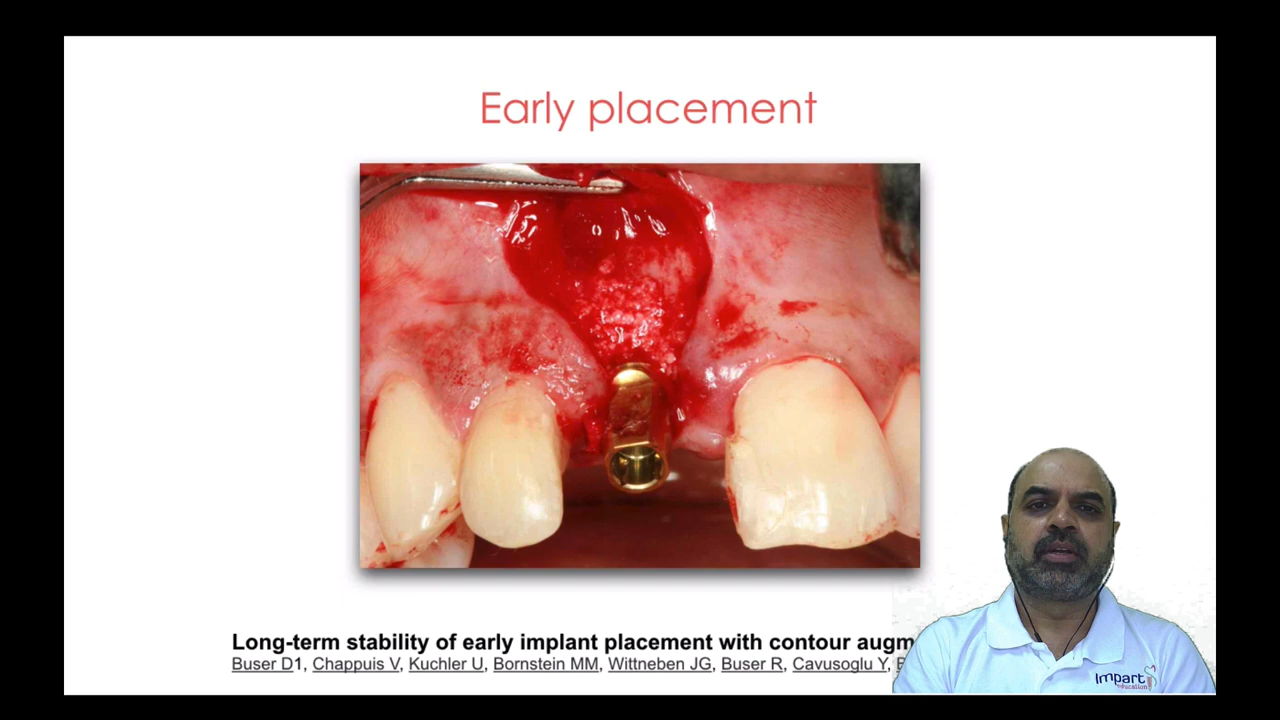 Early placement
Long-term stability of early implant placement with contour
Buser D1, Chappuis V, Kuchler U, Bornstein MM, Wittneben JG, Buser R, Cavusoglu Y,
Impart
education